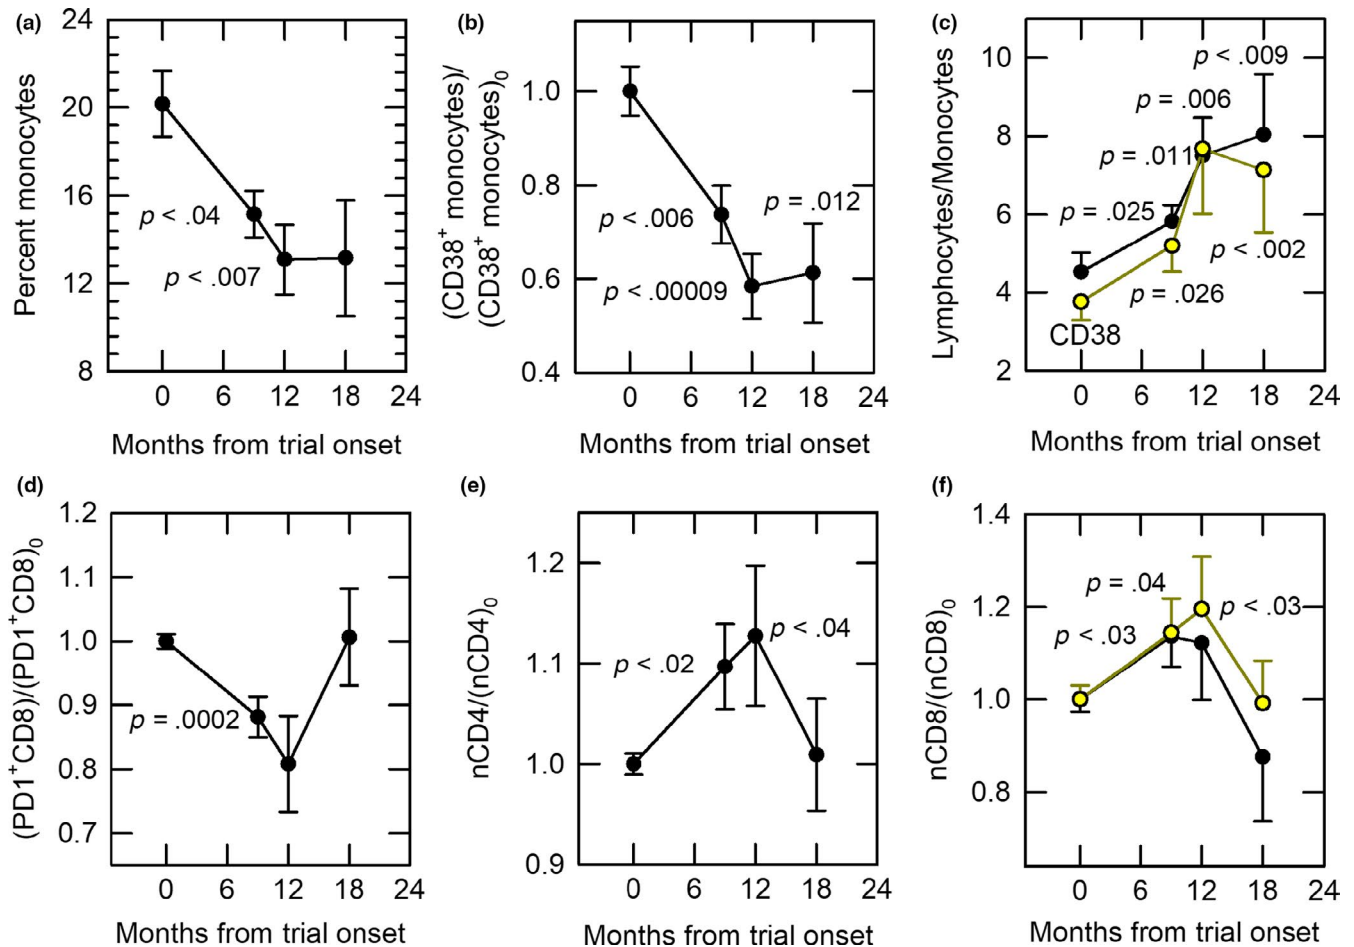 (a)
24
20
16
12
8
Percent monocytes
p < .04
p < .007
0 6 12 18 24
Months from trial onset
(b)
1.0
0.8
0.6
0.4
(CD38⁺ monocytes)/
(CD38⁺ monocytes)₀
p < .006
p = .012
p < .00009
0 6 12 18 24
Months from trial onset
(c)
10
8
6
4
2
Lymphocytes/Monocytes
p < .009
p = .006
p = .011
p = .025
p < .002
p = .026
CD38
0 6 12 18 24
Months from trial onset
(d)
1.2
1.1
1.0
0.9
0.8
0.7
(PD1⁺CD8)/(PD1⁺CD8)₀
p = .0002
0 6 12 18 24
Months from trial onset
(e)
1.2
1.1
1.0
0.9
nCD4/(nCD4)₀
p < .02
p < .04
0 6 12 18 24
Months from trial onset
(f)
1.4
1.2
1.0
0.8
nCD8/(nCD8)₀
p = .04
p < .03
p < .03
0 6 12 18 24
Months from trial onset